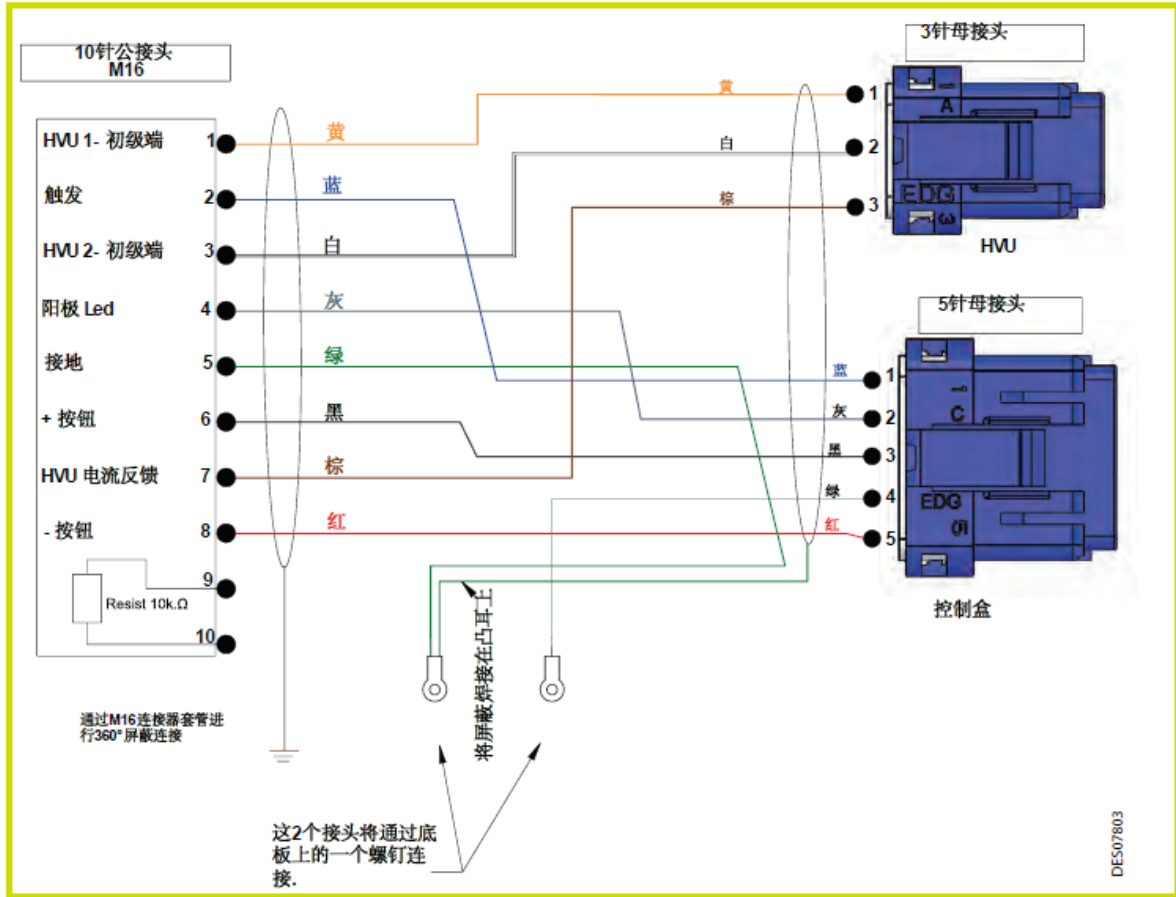 10针公接头
M16
3针母接头
HVU 1- 初级端
1
黄
黄
1
A
触发
2
蓝
白
2
HVU 2- 初级端
3
白
棕
3
EDG
3
HVU
阳极 Led
4
灰
5针母接头
接地
5
绿
蓝
1
1
+ 按钮
6
黑
灰
2
C
HVU 电流反馈
7
棕
黑
3
- 按钮
8
红
绿
4
EDG
红
5
5
9
Resist 10k.Ω
10
控制盒
将屏蔽焊接在凸耳上
通过M16连接器套管进
行360°屏蔽连接
这2个接头将通过底
板上的一个螺钉连
接.
DES07803